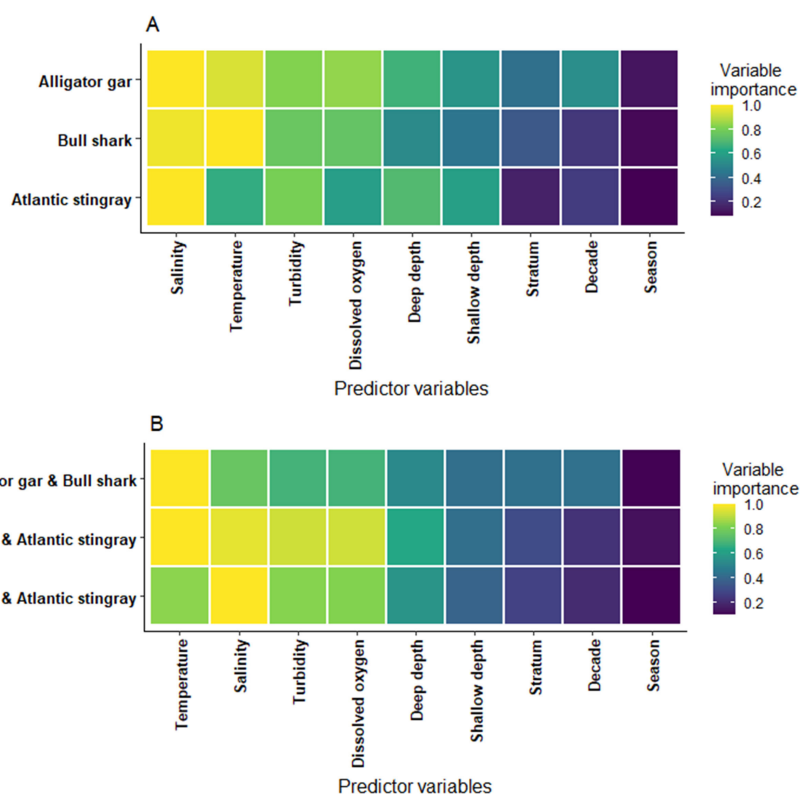 A
Alligator gar
Bull shark
Atlantic stingray
Salinity
Temperature
Turbidity
Dissolved oxygen
Deep depth
Shallow depth
Stratum
Decade
Season
Predictor variables
Variable
importance
1.0
0.8
0.6
0.4
0.2
B
or gar & Bull shark
& Atlantic stingray
& Atlantic stingray
Temperature
Salinity
Turbidity
Dissolved oxygen
Deep depth
Shallow depth
Stratum
Decade
Season
Predictor variables
Variable
importance
1.0
0.8
0.6
0.4
0.2